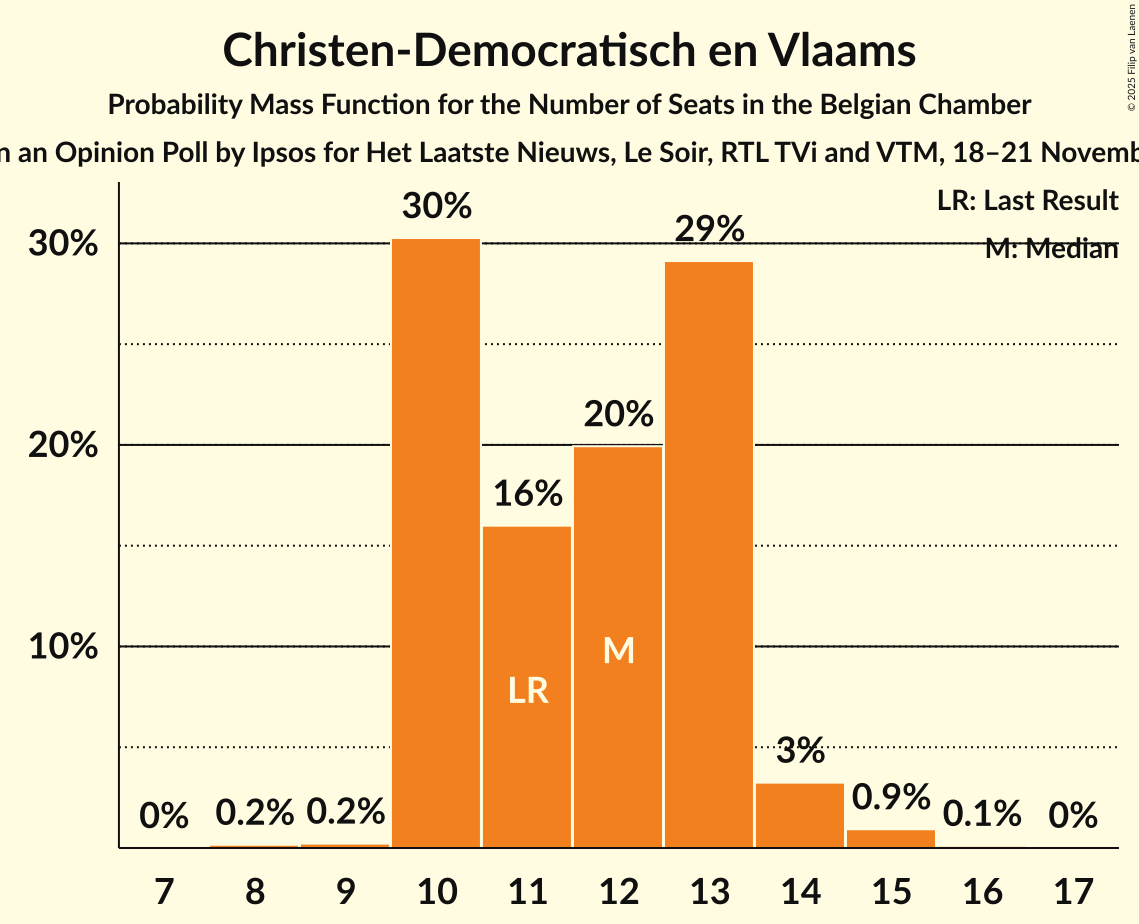 Christen-Democratisch en Vlaams
Probability Mass Function for the Number of Seats in the Belgian Chamber
an Opinion Poll by Ipsos for Het Laatste Nieuws, Le Soir, RTL TVi and VTM, 18–21
© 2025 Filip van Laenen
LR: Last Result
M: Median
30%
20%
10%
0%
0.2%
0.2%
30%
16%
20%
29%
3%
0.9%
0.1%
0%
LR
M
7 8 9 10 11 12 13 14 15 16 17